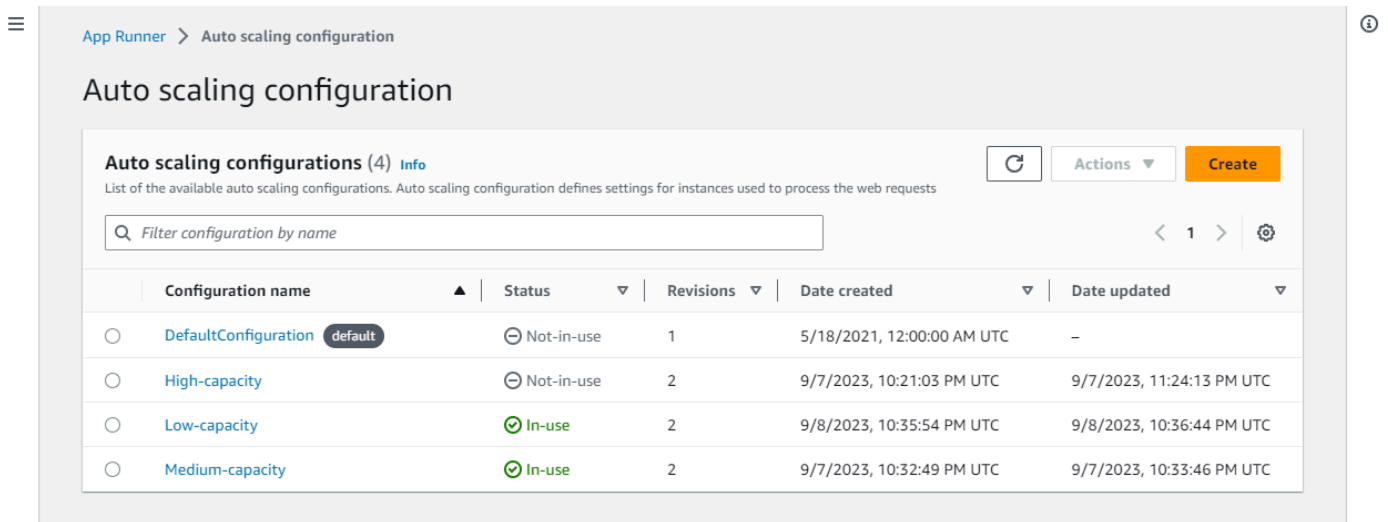 App Runner > Auto scaling configuration
Auto scaling configuration
Auto scaling configurations (4) Info
Actions
Create
List of the available auto scaling configurations. Auto scaling configuration defines settings for instances used to process the web requests
Filter configuration by name
1
Configuration name Status Revisions Date created Date updated
DefaultConfiguration default Not-in-use 1 5/18/2021, 12:00:00 AM UTC –
High-capacity Not-in-use 2 9/7/2023, 10:21:03 PM UTC 9/7/2023, 11:24:13 PM UTC
Low-capacity In-use 2 9/8/2023, 10:35:54 PM UTC 9/8/2023, 10:36:44 PM UTC
Medium-capacity In-use 2 9/7/2023, 10:32:49 PM UTC 9/7/2023, 10:33:46 PM UTC